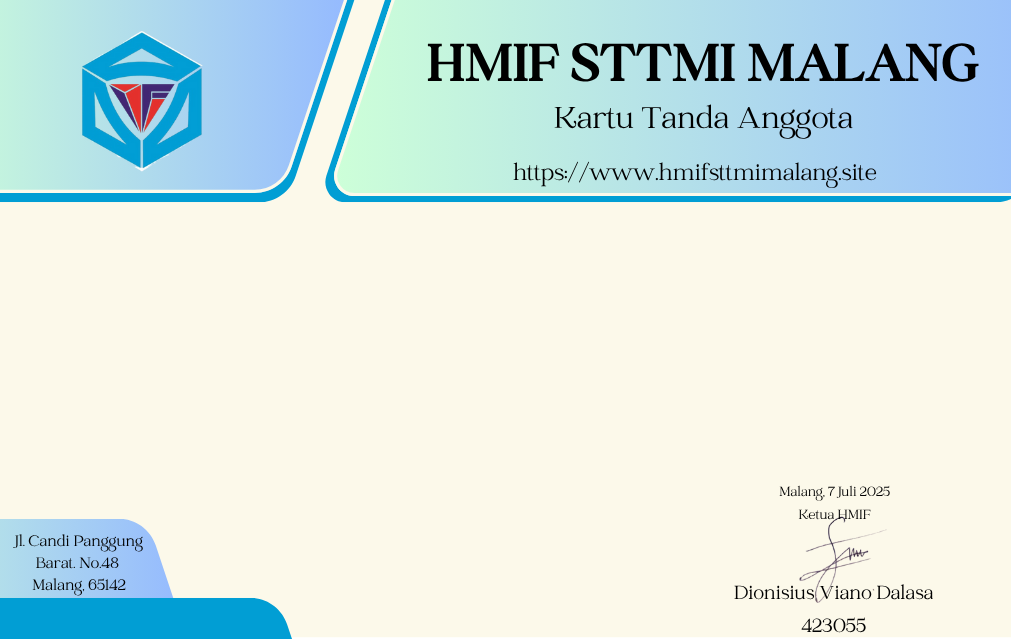 HMIF STTMI MALANG
Kartu Tanda Anggota
https://www.hmifsttmimalang.site
Malang, 7 Juli 2025
Ketua HMIF
Dionisius Viano Dalasa
423055
Jl. Candi Panggung
Barat. No.48
Malang, 65142